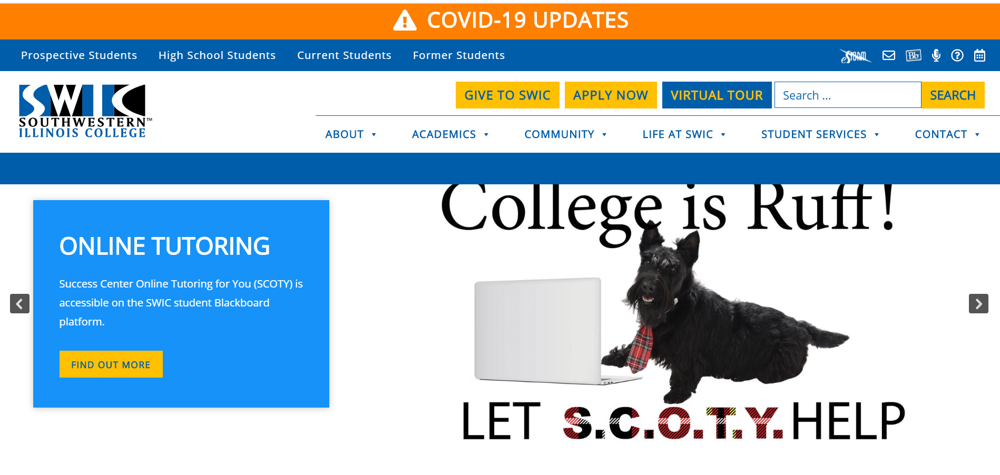 COVID-19 UPDATES
Prospective Students High School Students Current Students Former Students
eStorm Bb
GIVE TO SWIC APPLY NOW VIRTUAL TOUR Search ... SEARCH
SWIC
SOUTHWESTERN™
ILLINOIS COLLEGE
ABOUT ACADEMICS COMMUNITY LIFE AT SWIC STUDENT SERVICES CONTACT
College is Ruff!
ONLINE TUTORING
Success Center Online Tutoring for You (SCOTY) is
accessible on the SWIC student Blackboard
platform.
FIND OUT MORE
LET S.C.O.T.Y. HELP